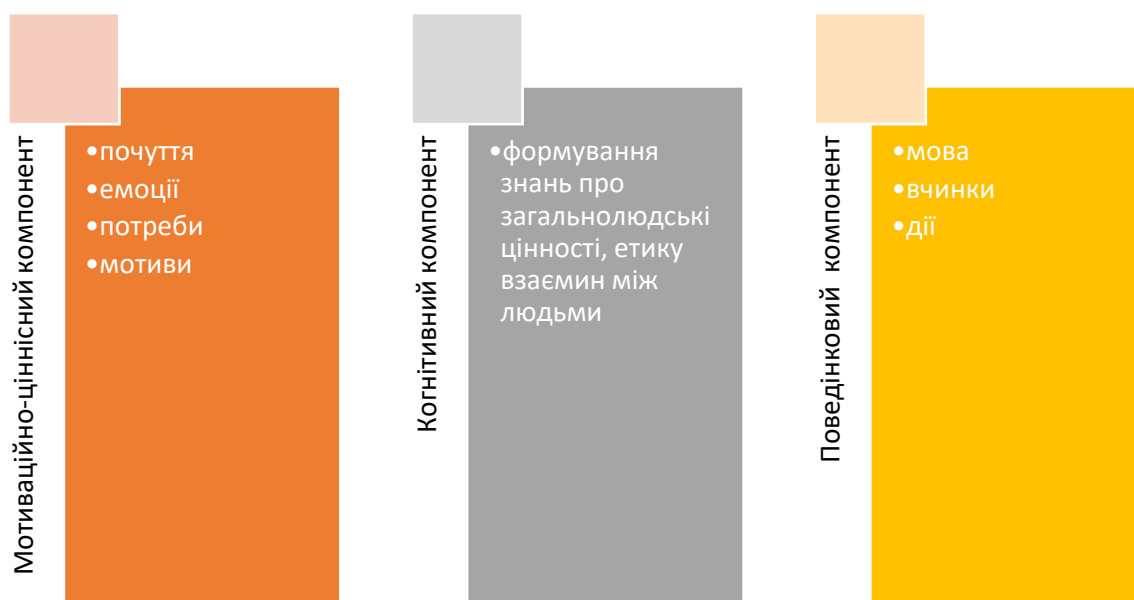 Мотиваційно-ціннісний компонент
•почуття
•емоції
•потреби
•мотиви
Когнітивний компонент
•формування
знань про
загальнолюдські
цінності, етику
взаємин між
людьми
Поведінковий компонент
•мова
•вчинки
•дії